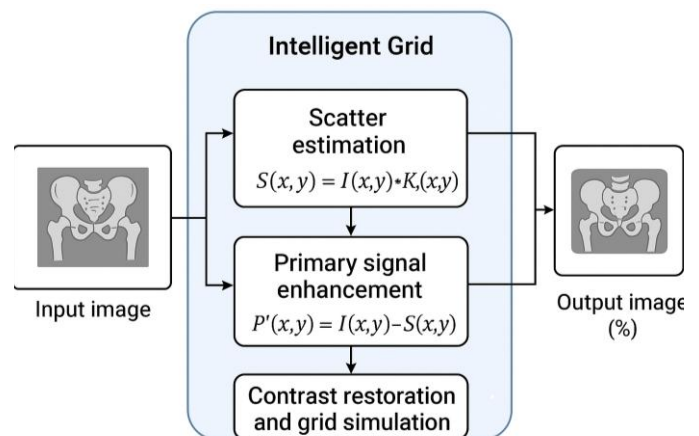 Intelligent Grid
Scatter
estimation
S(x, y) = I(x,y)*K,(x,y)
Input image
Primary signal
enhancement
P'(x,y) = I(x,y)–S(x,y)
Output image
(%)
Contrast restoration
and grid simulation